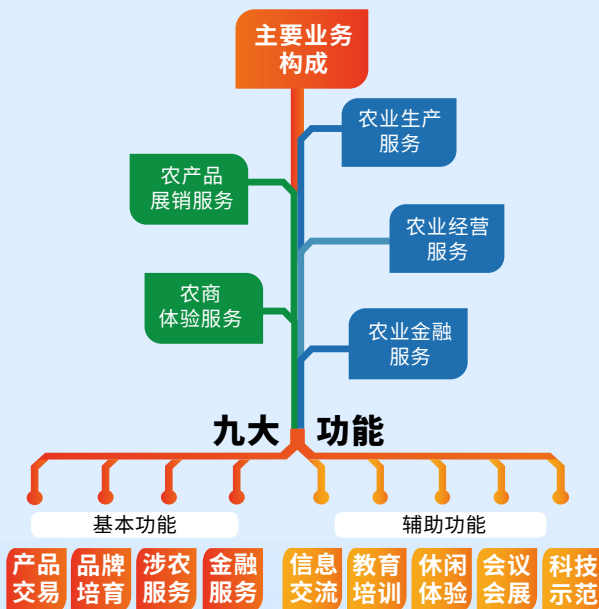 主要业务
构成
农业生产
服务
农产品
展销服务
农业经营
服务
农商
体验服务
农业金融
服务
九大 功能
基本功能
辅助功能
产品
交易
品牌
培育
涉农
服务
金融
服务
信息
交流
教育
培训
休闲
体验
会议
会展
科技
示范